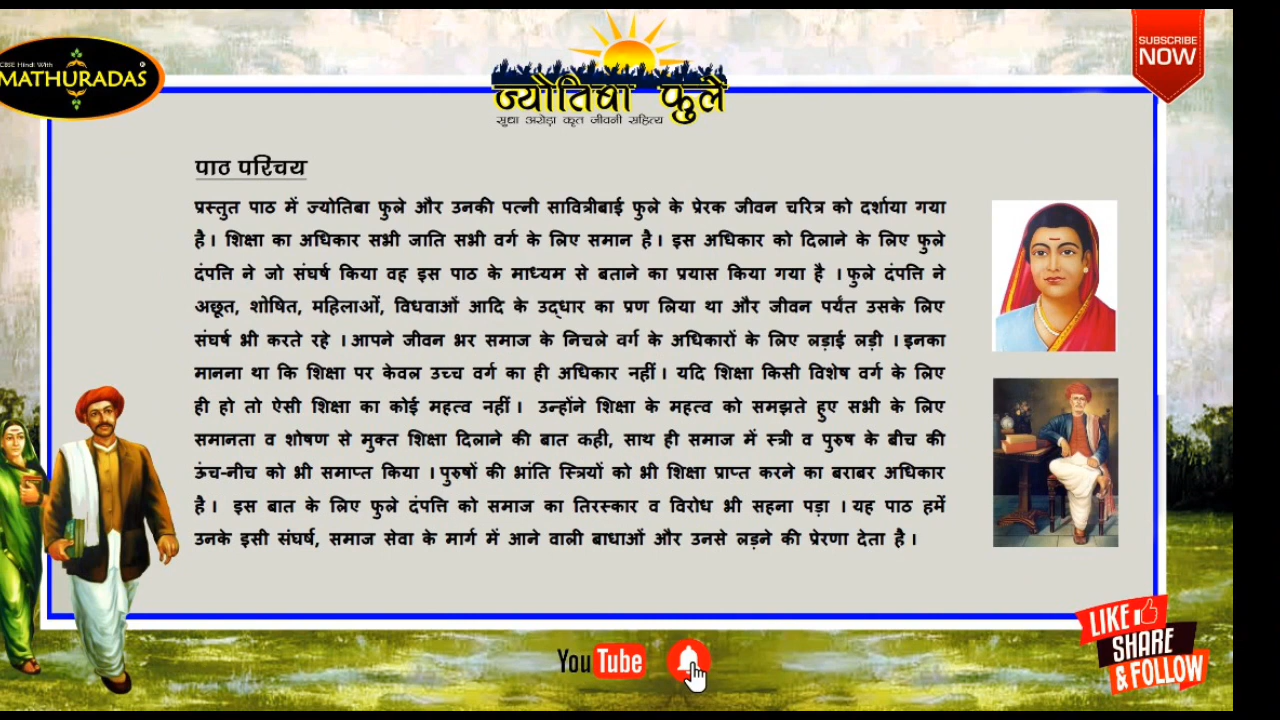 CBSE Hindi With
MATHURADAS
®
SUBSCRIBE
NOW
ज्योतिबा फुले
सुधा अरोड़ा कृत जीवनी सहित्य
पाठ परिचय
प्रस्तुत पाठ में ज्योतिबा फुले और उनकी पत्नी सावित्रीबाई फुले के प्रेरक जीवन चरित्र को दर्शाया गया
है। शिक्षा का अधिकार सभी जाति सभी वर्ग के लिए समान है। इस अधिकार को दिलाने के लिए फुले
दंपत्ति ने जो संघर्ष किया वह इस पाठ के माध्यम से बताने का प्रयास किया गया है । फुले दंपत्ति ने
अछूत, शोषित, महिलाओं, विधवाओं आदि के उद्धार का प्रण लिया था और जीवन पर्यंत उसके लिए
संघर्ष भी करते रहे । आपने जीवन भर समाज के निचले वर्ग के अधिकारों के लिए लड़ाई लड़ी । इनका
मानना था कि शिक्षा पर केवल उच्च वर्ग का ही अधिकार नहीं। यदि शिक्षा किसी विशेष वर्ग के लिए
ही हो तो ऐसी शिक्षा का कोई महत्व नहीं। उन्होंने शिक्षा के महत्व को समझते हुए सभी के लिए
समानता व शोषण से मुक्त शिक्षा दिलाने की बात कही, साथ ही समाज में स्त्री व पुरुष के बीच की
ऊंच-नीच को भी समाप्त किया । पुरुषों की भांति स्त्रियों को भी शिक्षा प्राप्त करने का बराबर अधिकार
है। इस बात के लिए फुले दंपत्ति को समाज का तिरस्कार व विरोध भी सहना पड़ा । यह पाठ हमें
उनके इसी संघर्ष, समाज सेवा के मार्ग में आने वाली बाधाओं और उनसे लड़ने की प्रेरणा देता है ।
YouTube
LIKE
SHARE
& FOLLOW